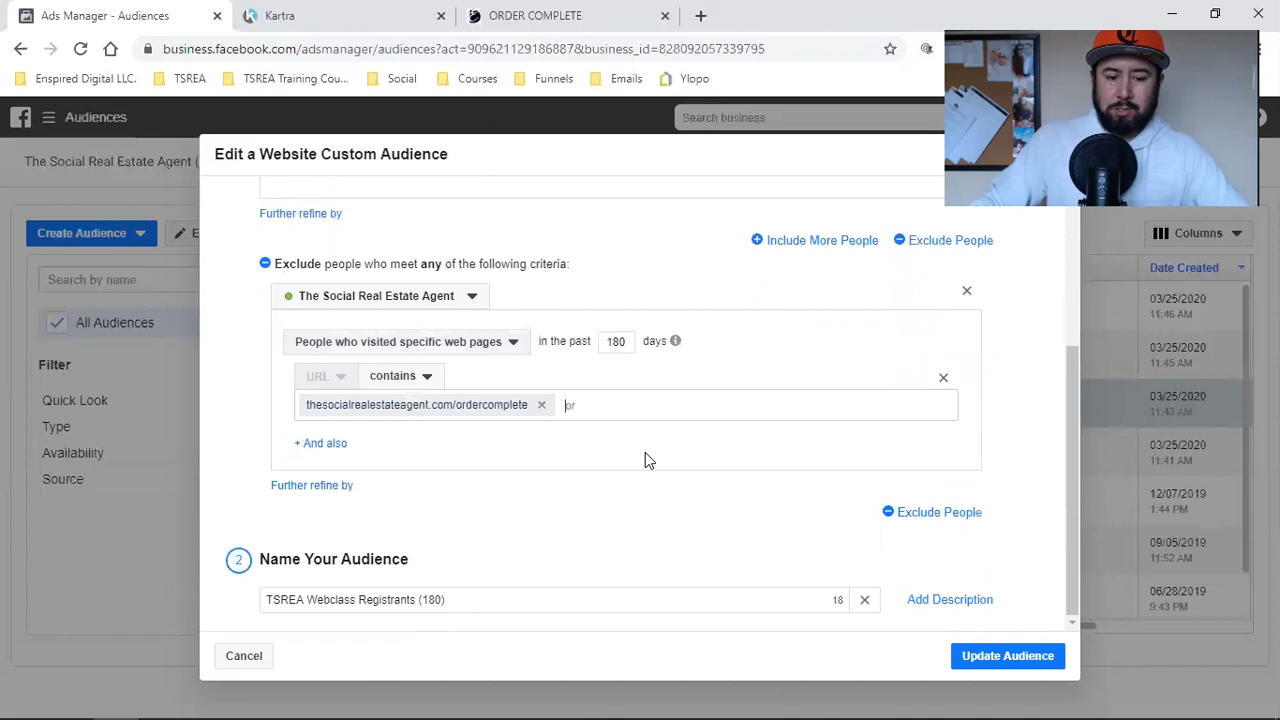 Ads Manager - Audiences
Kartra
ORDER COMPLETE
business.facebook.com/adsmanager/audiences?act=909621129186887&business_id=828092057339795
Enspired Digital LLC.
TSREA
TSREA Training Cou...
Social
Courses
Funnels
Emails
Ylopo
Audiences
Search business
The Social Real Estate Agent (
Edit a Website Custom Audience
Create Audience
E
Columns
Further refine by
Include More People
Exclude People
Exclude people who meet any of the following criteria:
Date Created
Search by name
The Social Real Estate Agent
03/25/2020
11:46 AM
All Audiences
People who visited specific web pages
in the past
180
days
03/25/2020
11:45 AM
Filter
URL
contains
Quick Look
thesocialrealestateagent.com/ordercomplete
or
03/25/2020
11:43 AM
Type
Availability
+ And also
03/25/2020
11:41 AM
Source
Further refine by
12/07/2019
1:44 PM
Exclude People
09/05/2019
11:52 AM
2
Name Your Audience
TSREA Webclass Registrants (180)
18
Add Description
06/28/2019
9:43 PM
Cancel
Update Audience